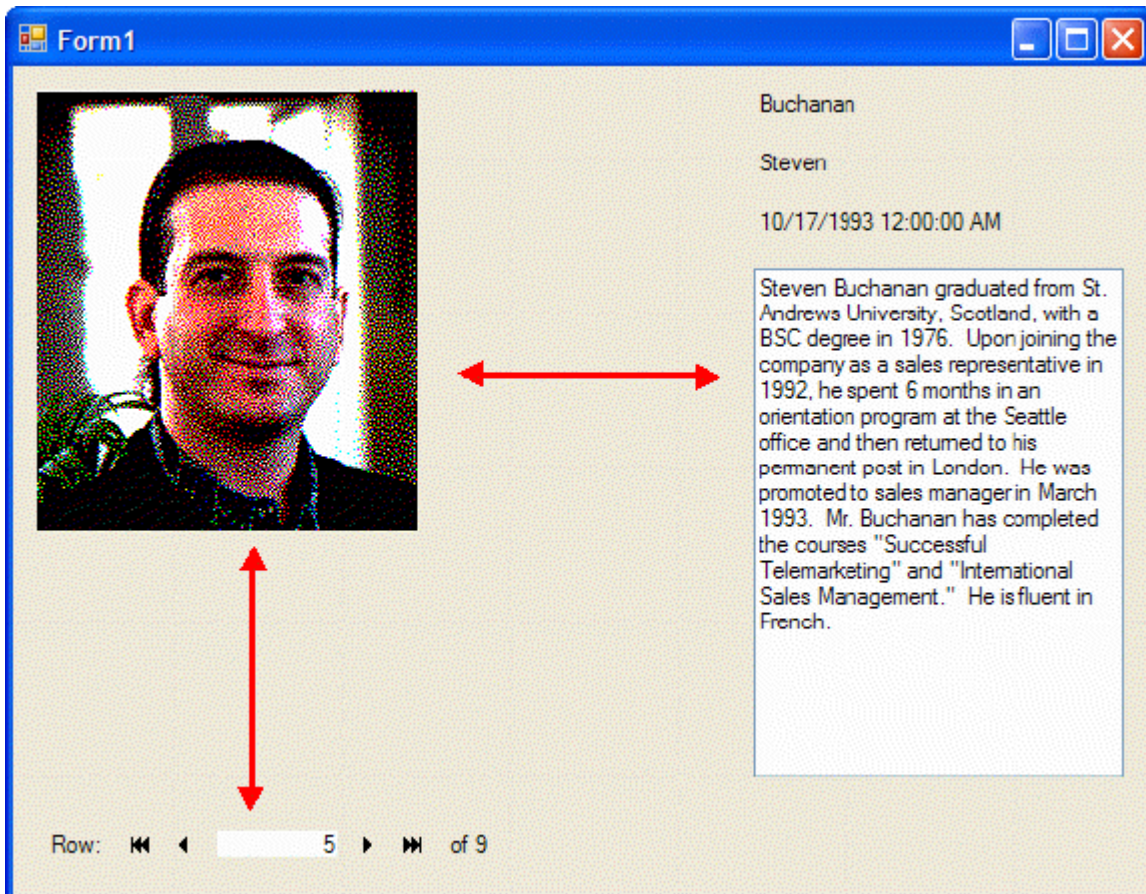 Form1
Buchanan
Steven
10/17/1993 12:00:00 AM
Steven Buchanan graduated from St.
Andrews University, Scotland, with a
BSC degree in 1976.  Upon joining the
company as a sales representative in
1992, he spent 6 months in an
orientation program at the Seattle
office and then returned to his
permanent post in London.  He was
promoted to sales manager in March
1993.  Mr. Buchanan has completed
the courses "Successful
Telemarketing" and "International
Sales Management."  He is fluent in
French.
Row: 5 of 9